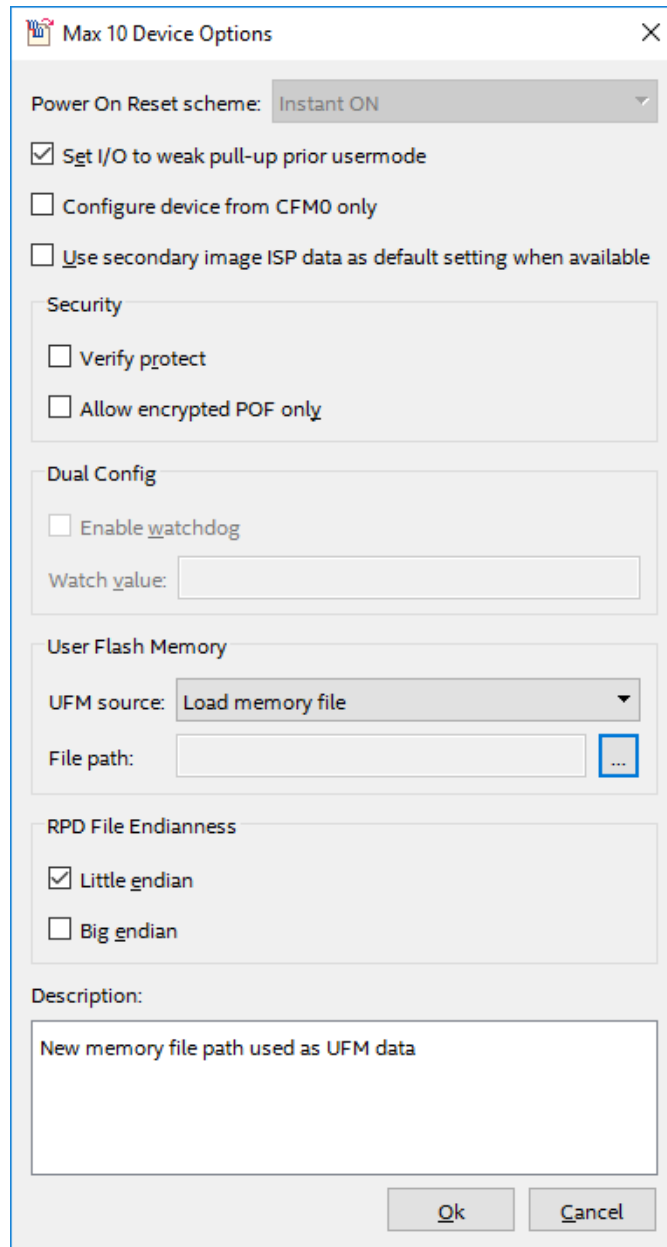 Max 10 Device Options
Power On Reset scheme: Instant ON
Set I/O to weak pull-up prior usermode
Configure device from CFM0 only
Use secondary image ISP data as default setting when available
Security
Verify protect
Allow encrypted POF only
Dual Config
Enable watchdog
Watch value:
User Flash Memory
UFM source: Load memory file
File path: ...
RPD File Endianness
Little endian
Big endian
Description:
New memory file path used as UFM data
Ok Cancel